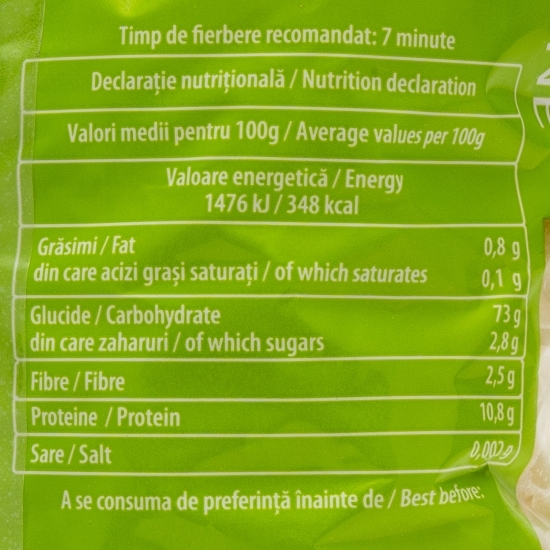 Timp de fierbere recomandat: 7 minute
Declarație nutrițională / Nutrition declaration
Valori medii pentru 100g / Average values per 100g
Valoare energetică / Energy
1476 kJ / 348 kcal
Grăsimi / Fat 0,8 g
din care acizi grași saturați / of which saturates 0,1 g
Glucide / Carbohydrate 73 g
din care zaharuri / of which sugars 2,8 g
Fibre / Fibre 2,5 g
Proteine / Protein 10,8 g
Sare / Salt 0,002 g
A se consuma de preferință înainte de / Best before: